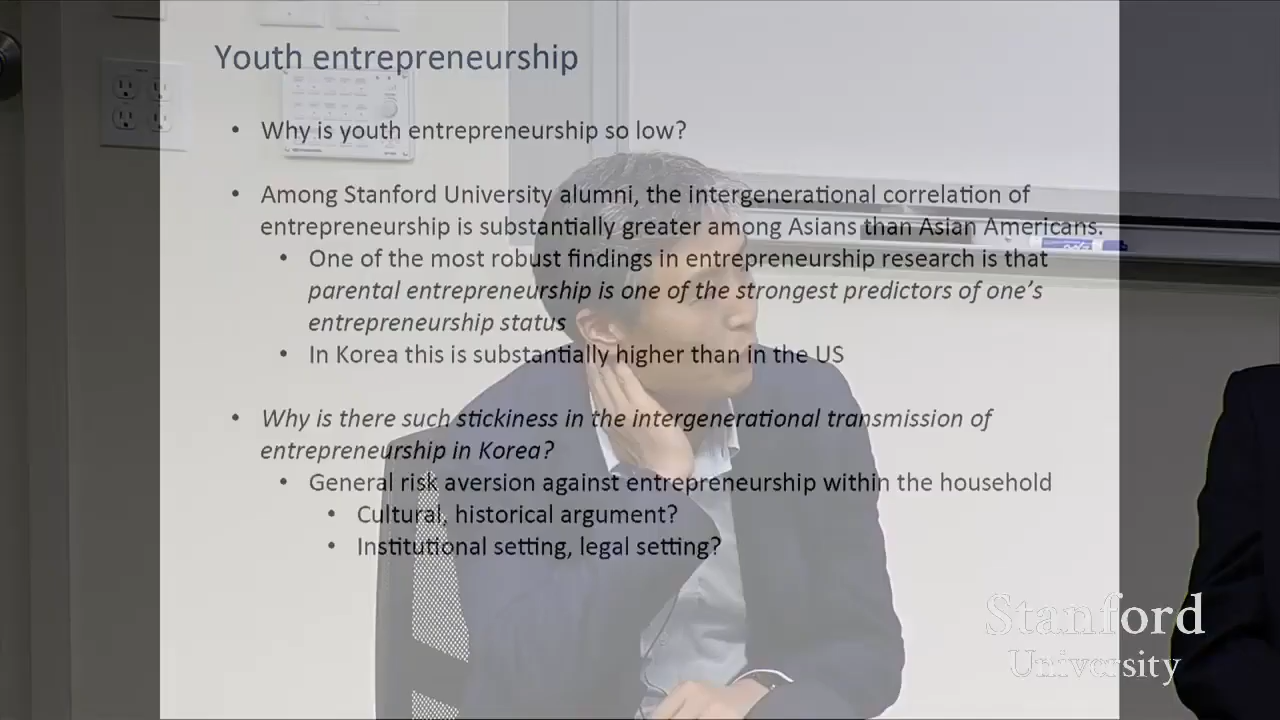 Youth entrepreneurship
• Why is youth entrepreneurship so low?
• Among Stanford University alumni, the intergenerational correlation of
entrepreneurship is substantially greater among Asians than Asian Americans.
• One of the most robust findings in entrepreneurship research is that
parental entrepreneurship is one of the strongest predictors of one's
entrepreneurship status
• In Korea this is substantially higher than in the US
• Why is there such stickiness in the intergenerational transmission of
entrepreneurship in Korea?
• General risk aversion against entrepreneurship within the household
• Cultural, historical argument?
• Institutional setting, legal setting?
Stanford
University